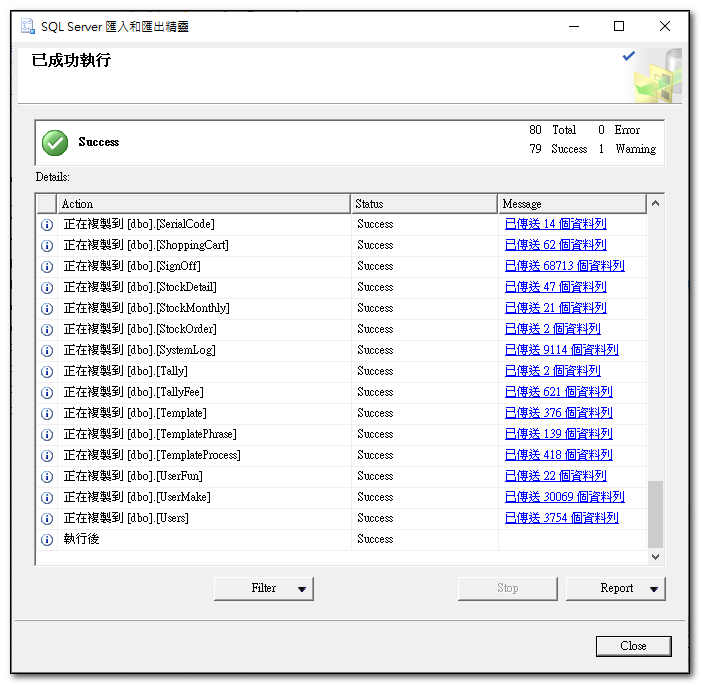 SQL Server 匯入和匯出精靈
已成功執行
Success
80 Total 0 Error
79 Success 1 Warning
Details:
Action Status Message
正在複製到 [dbo].[SerialCode] Success 已傳送 14 個資料列
正在複製到 [dbo].[ShoppingCart] Success 已傳送 62 個資料列
正在複製到 [dbo].[SignOff] Success 已傳送 68713 個資料列
正在複製到 [dbo].[StockDetail] Success 已傳送 47 個資料列
正在複製到 [dbo].[StockMonthly] Success 已傳送 21 個資料列
正在複製到 [dbo].[StockOrder] Success 已傳送 2 個資料列
正在複製到 [dbo].[SystemLog] Success 已傳送 9114 個資料列
正在複製到 [dbo].[Tally] Success 已傳送 2 個資料列
正在複製到 [dbo].[TallyFee] Success 已傳送 621 個資料列
正在複製到 [dbo].[Template] Success 已傳送 376 個資料列
正在複製到 [dbo].[TemplatePhrase] Success 已傳送 139 個資料列
正在複製到 [dbo].[TemplateProcess] Success 已傳送 418 個資料列
正在複製到 [dbo].[UserFun] Success 已傳送 22 個資料列
正在複製到 [dbo].[UserMake] Success 已傳送 30069 個資料列
正在複製到 [dbo].[Users] Success 已傳送 3754 個資料列
執行後 Success
Filter Stop Report
Close